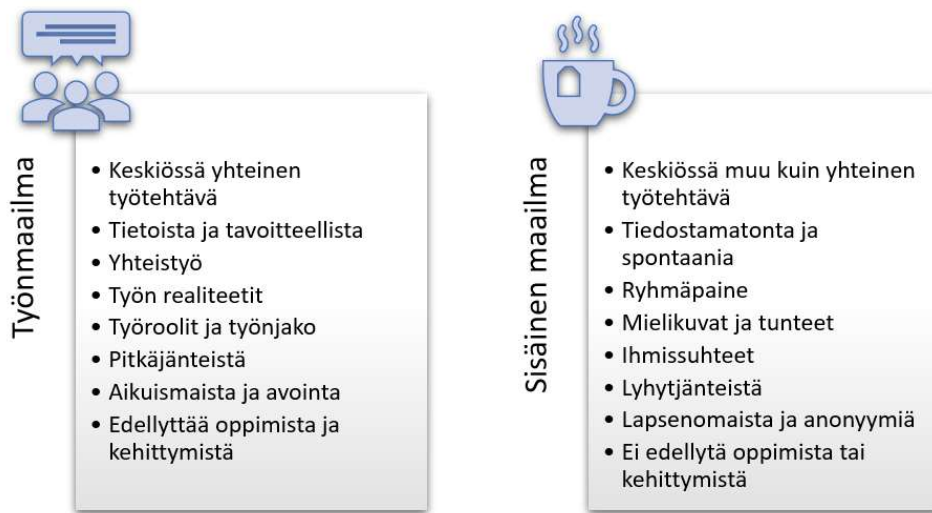 Työnmaailma
• Keskiössä yhteinen
työtehtävä
• Tietoista ja tavoitteellista
• Yhteistyö
• Työn realiteetit
• Työroolit ja työnjako
• Pitkäjänteistä
• Aikuismaista ja avointa
• Edellyttää oppimista ja
kehittymistä
Sisäinen maailma
• Keskiössä muu kuin yhteinen
työtehtävä
• Tiedostamatonta ja
spontaania
• Ryhmäpaine
• Mielikuvat ja tunteet
• Ihmissuhteet
• Lyhytjänteistä
• Lapsenomaista ja anonyymiä
• Ei edellytä oppimista tai
kehittymistä